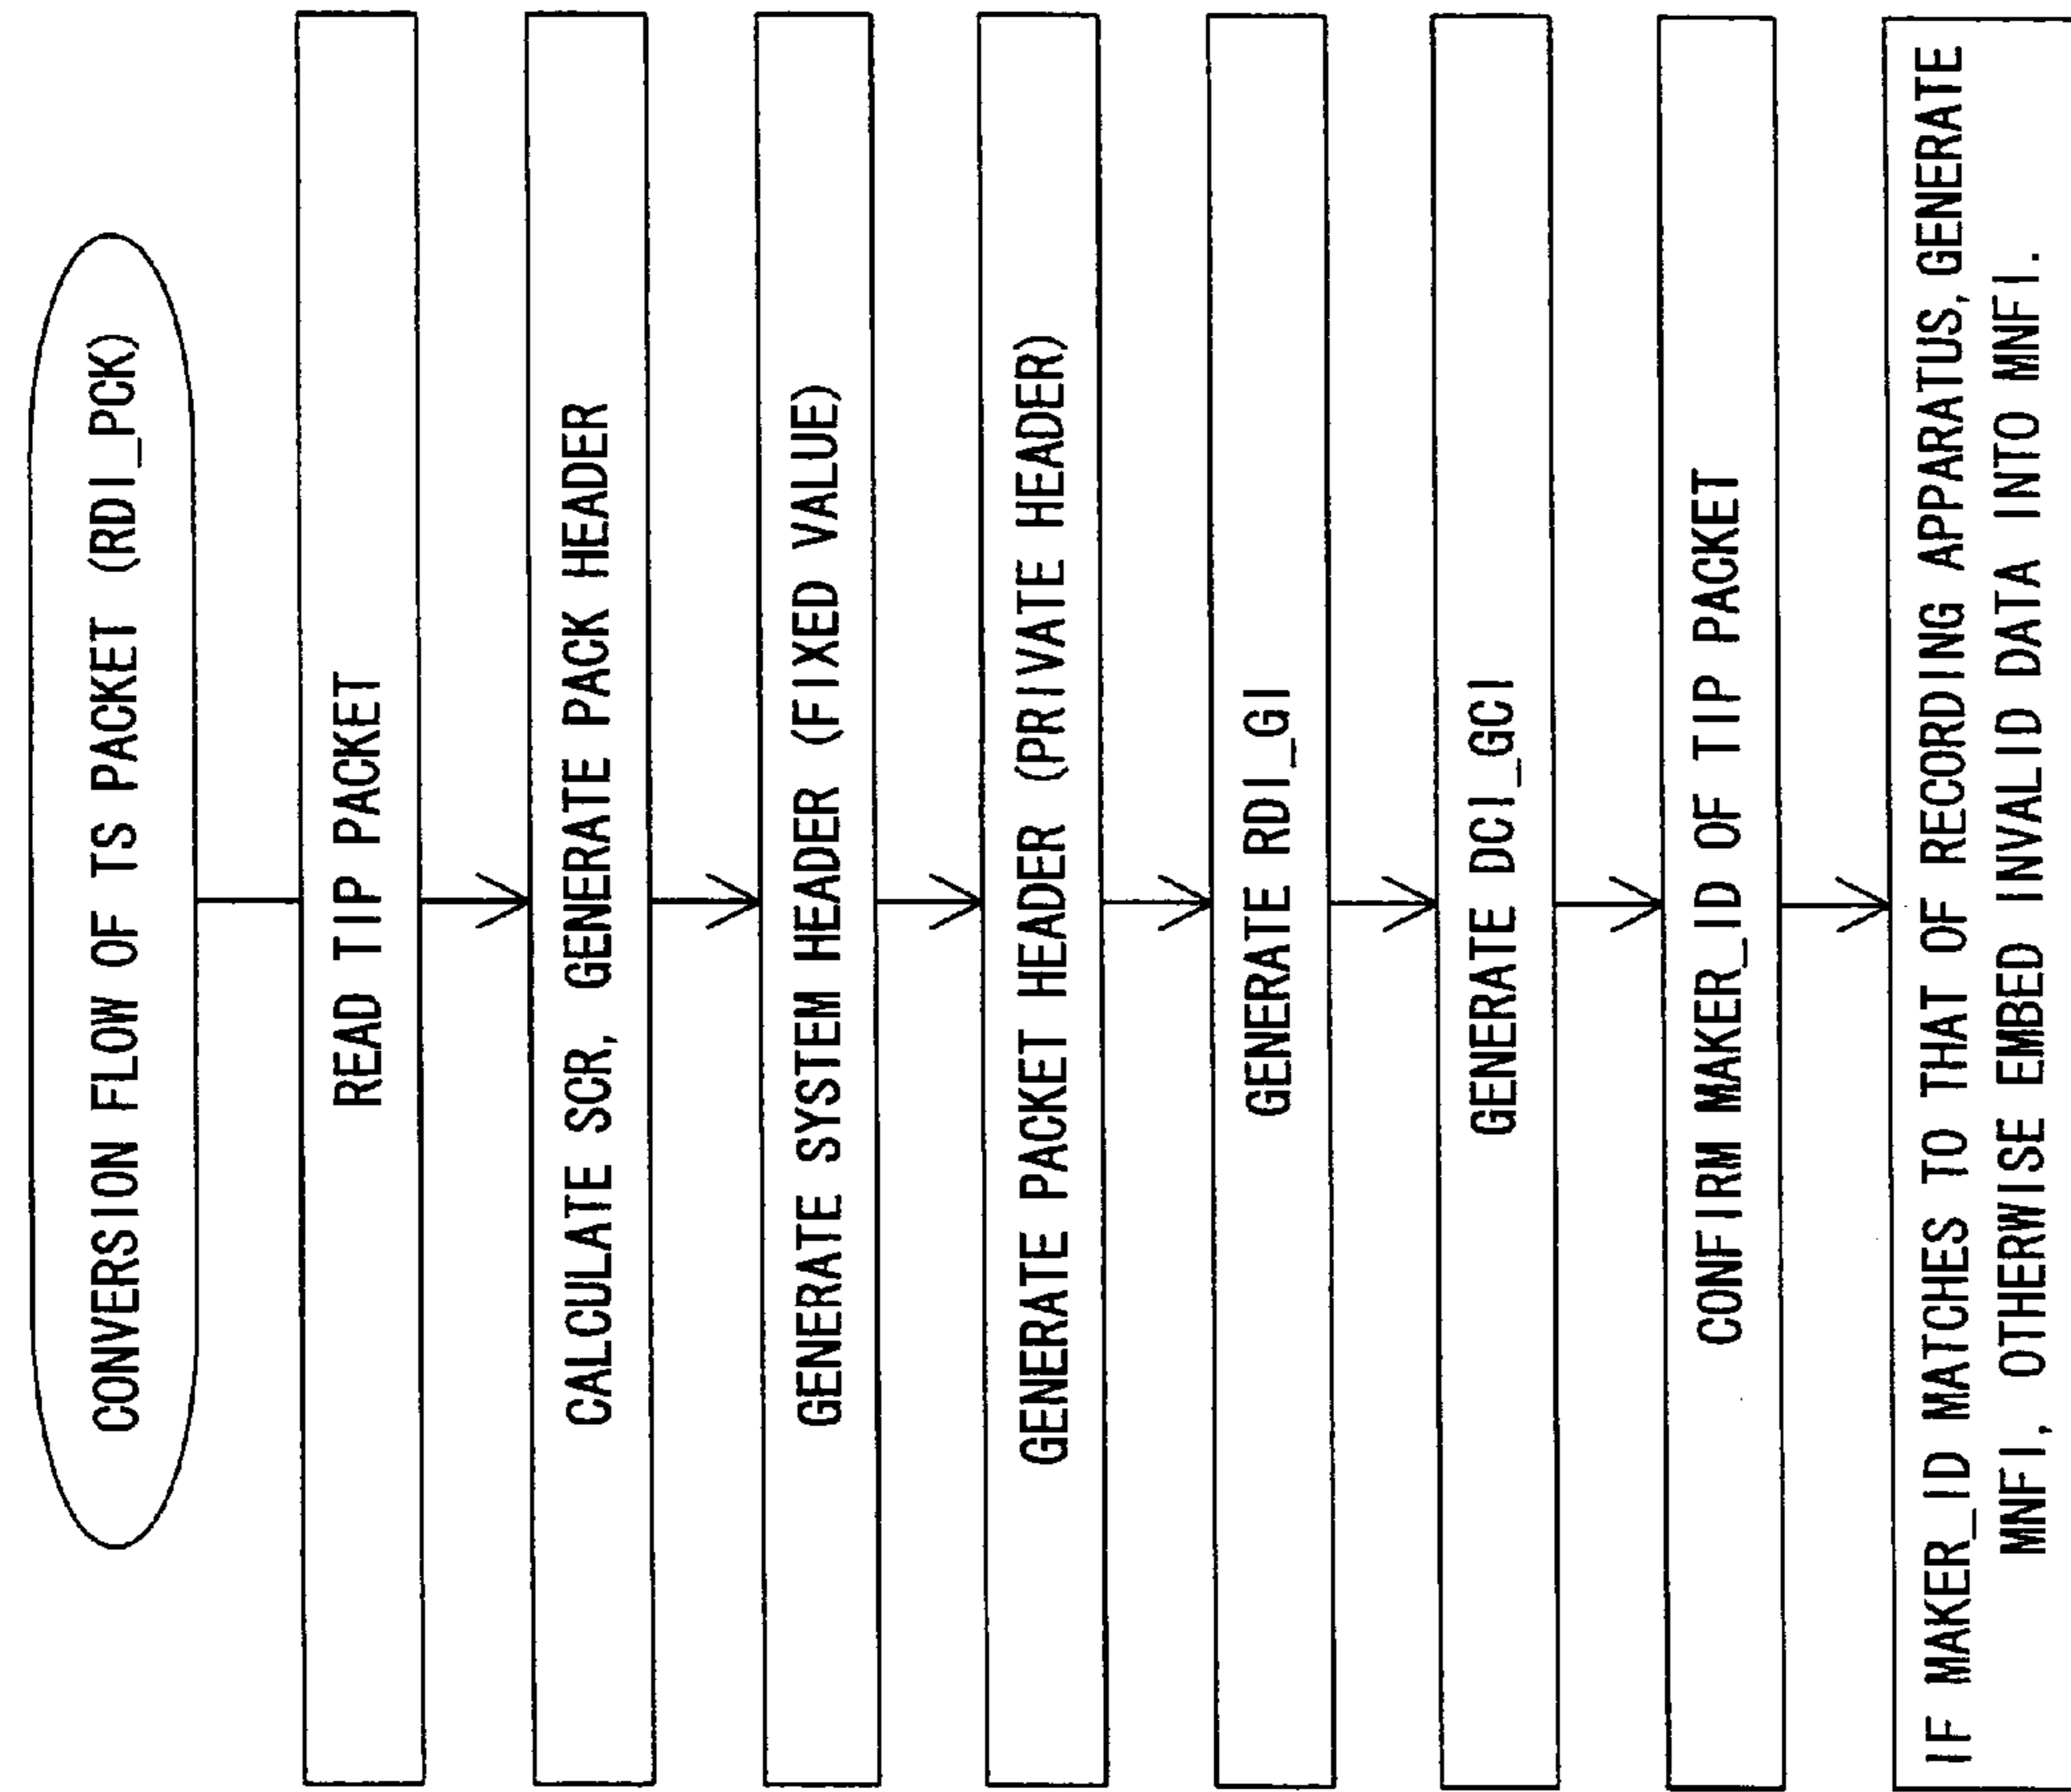 CONVERSION FLOW OF TS PACKET (RDI_PCK)
READ TIP PACKET
CALCULATE SCR, GENERATE PACK HEADER
GENERATE SYSTEM HEADER (FIXED VALUE)
GENERATE PACKET HEADER (PRIVATE HEADER)
GENERATE RDI_GI
GENERATE DCI_GCI
CONFIRM MAKER_ID OF TIP PACKET
IF MAKER_ID MATCHES TO THAT OF RECORDING APPARATUS, GENERATE
MNFI, OTHERWISE EMBED INVALID DATA INTO MNFI.